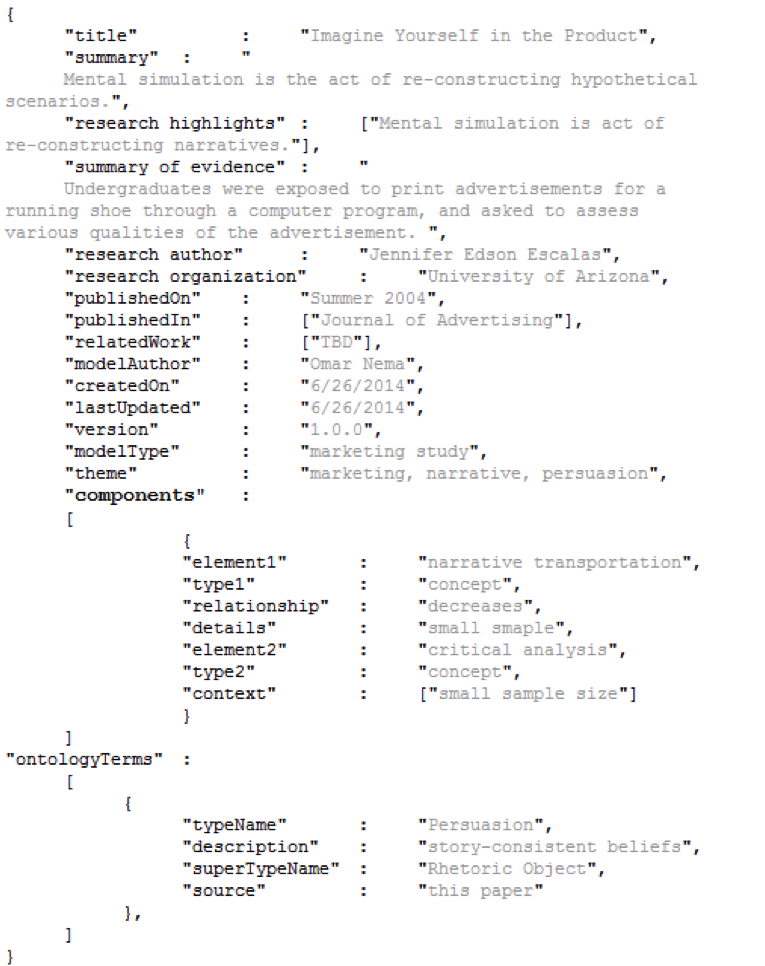 {
"title" : "Imagine Yourself in the Product",
"summary" : "
Mental simulation is the act of re-constructing hypothetical
scenarios.",
"research highlights" : ["Mental simulation is act of
re-constructing narratives."],
"summary of evidence" : "
Undergraduates were exposed to print advertisements for a
running shoe through a computer program, and asked to assess
various qualities of the advertisement. ",
"research author" : "Jennifer Edson Escalas",
"research organization" : "University of Arizona",
"publishedOn" : "Summer 2004",
"publishedIn" : ["Journal of Advertising"],
"relatedWork" : ["TBD"],
"modelAuthor" : "Omar Nema",
"createdOn" : "6/26/2014",
"lastUpdated" : "6/26/2014",
"version" : "1.0.0",
"modelType" : "marketing study",
"theme" : "marketing, narrative, persuasion",
"components" :
[
{
"element1" : "narrative transportation",
"type1" : "concept",
"relationship" : "decreases",
"details" : "small smaple",
"element2" : "critical analysis",
"type2" : "concept",
"context" : ["small sample size"]
}
]
"ontologyTerms" :
[
{
"typeName" : "Persuasion",
"description" : "story-consistent beliefs",
"superTypeName" : "Rhetoric Object",
"source" : "this paper"
},
]
}